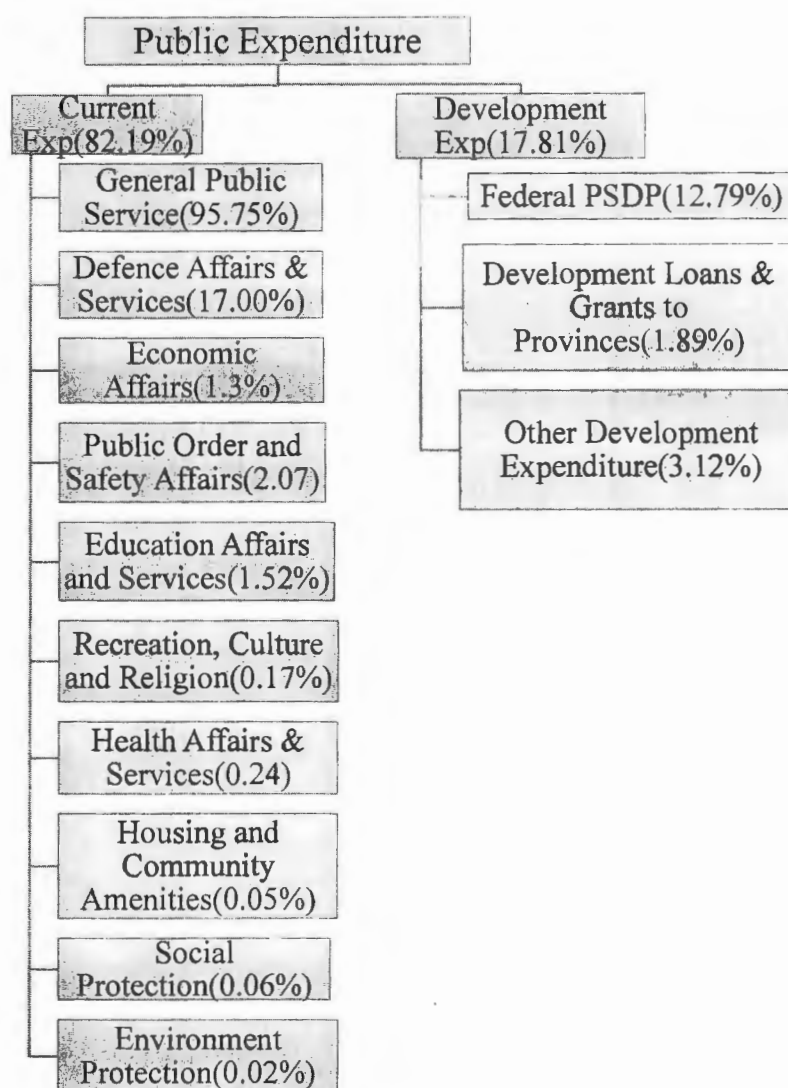 Public Expenditure
Current
Exp(82.19%)
General Public
Service(95.75%)
Defence Affairs &
Services(17.00%)
Economic
Affairs(1.3%)
Public Order and
Safety Affairs(2.07)
Education Affairs
and Services(1.52%)
Recreation, Culture
and Religion(0.17%)
Health Affairs &
Services(0.24)
Housing and
Community
Amenities(0.05%)
Social
Protection(0.06%)
Environment
Protection(0.02%)
Development
Exp(17.81%)
Federal PSDP(12.79%)
Development Loans &
Grants to
Provinces(1.89%)
Other Development
Expenditure(3.12%)